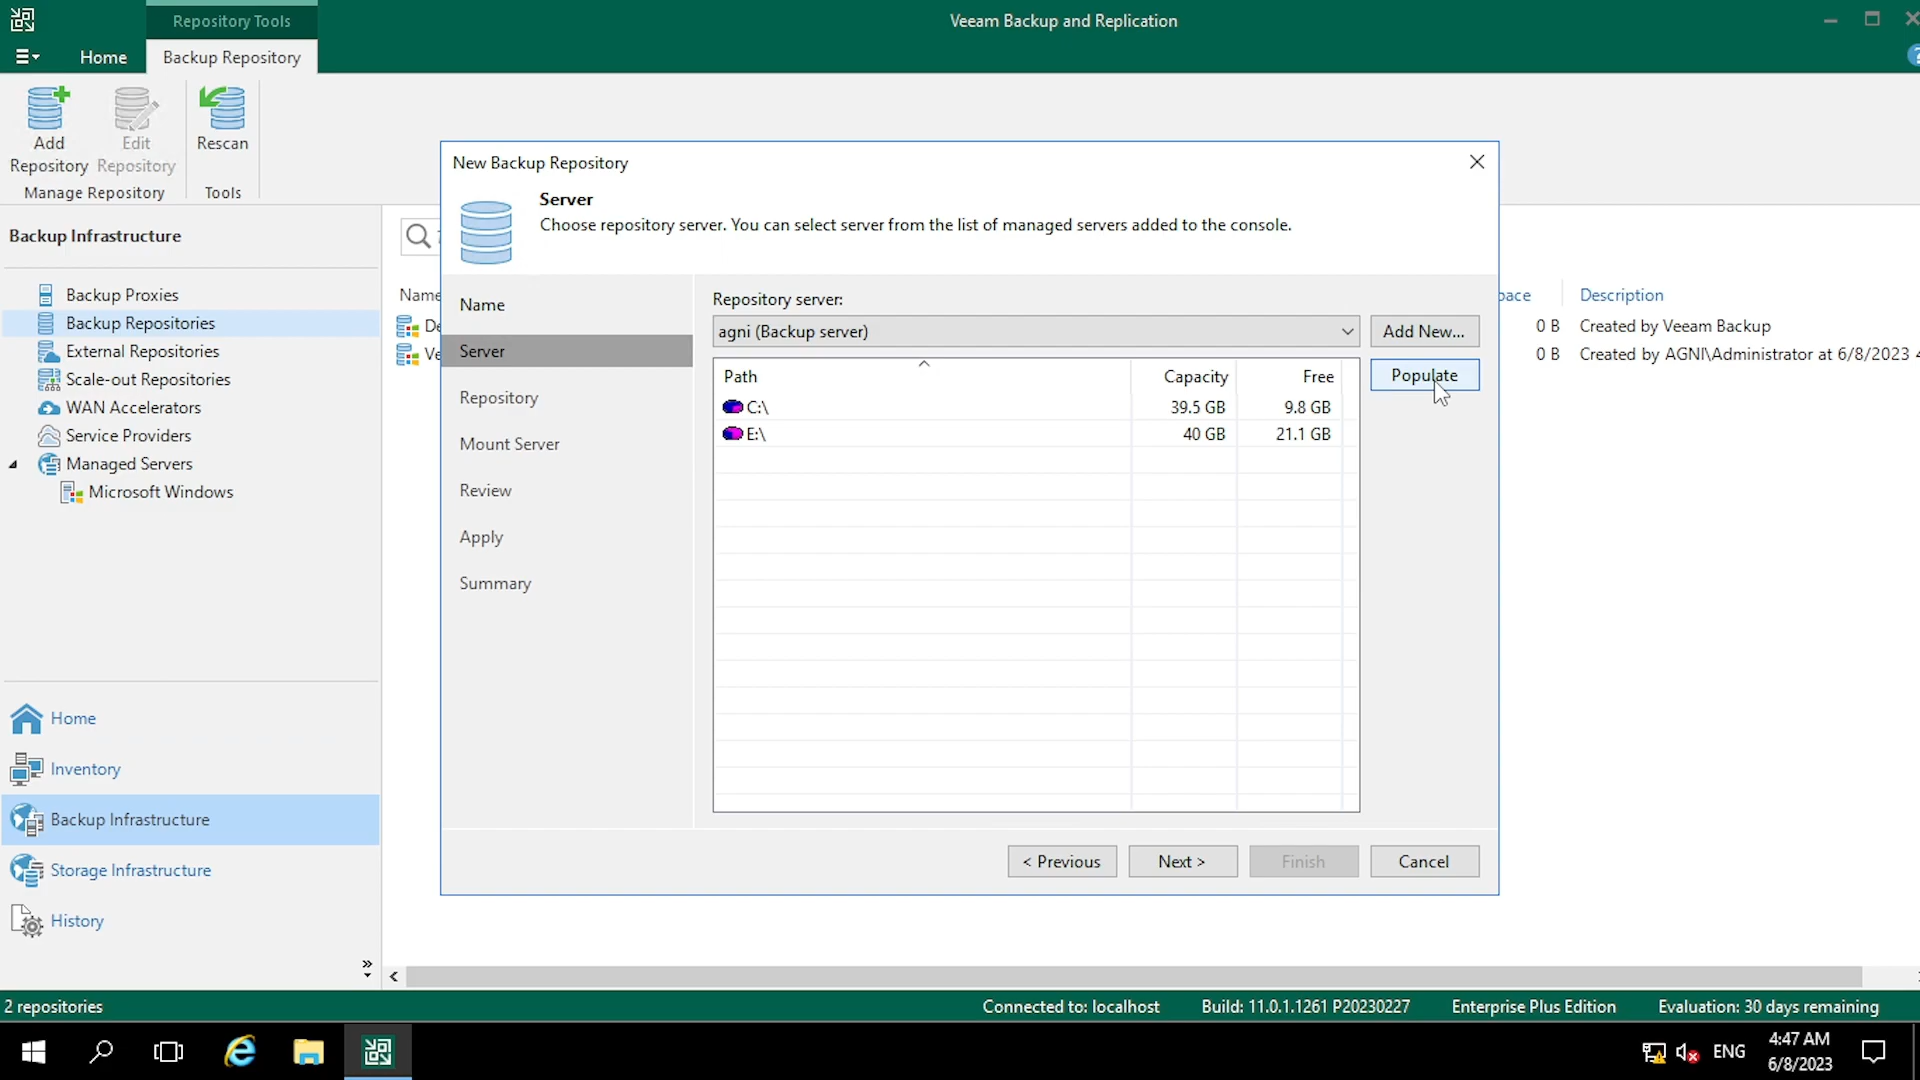 Repository Tools
Veeam Backup and Replication
Home
Backup Repository
Add Repository
Edit Repository
Rescan
Manage Repository
Tools
Backup Infrastructure
Backup Proxies
Backup Repositories
External Repositories
Scale-out Repositories
WAN Accelerators
Service Providers
Managed Servers
Microsoft Windows
Home
Inventory
Backup Infrastructure
Storage Infrastructure
History
Name
Description
0 B Created by Veeam Backup
0 B Created by AGNI\Administrator at 6/8/2023
New Backup Repository
Server
Choose repository server. You can select server from the list of managed servers added to the console.
Name
Server
Repository
Mount Server
Review
Apply
Summary
Repository server:
agni (Backup server)
Add New...
Populate
Path Capacity Free
C:\ 39.5 GB 9.8 GB
E:\ 40 GB 21.1 GB
< Previous
Next >
Finish
Cancel
2 repositories
Connected to: localhost
Build: 11.0.1.1261 P20230227
Enterprise Plus Edition
Evaluation: 30 days remaining
ENG
4:47 AM
6/8/2023